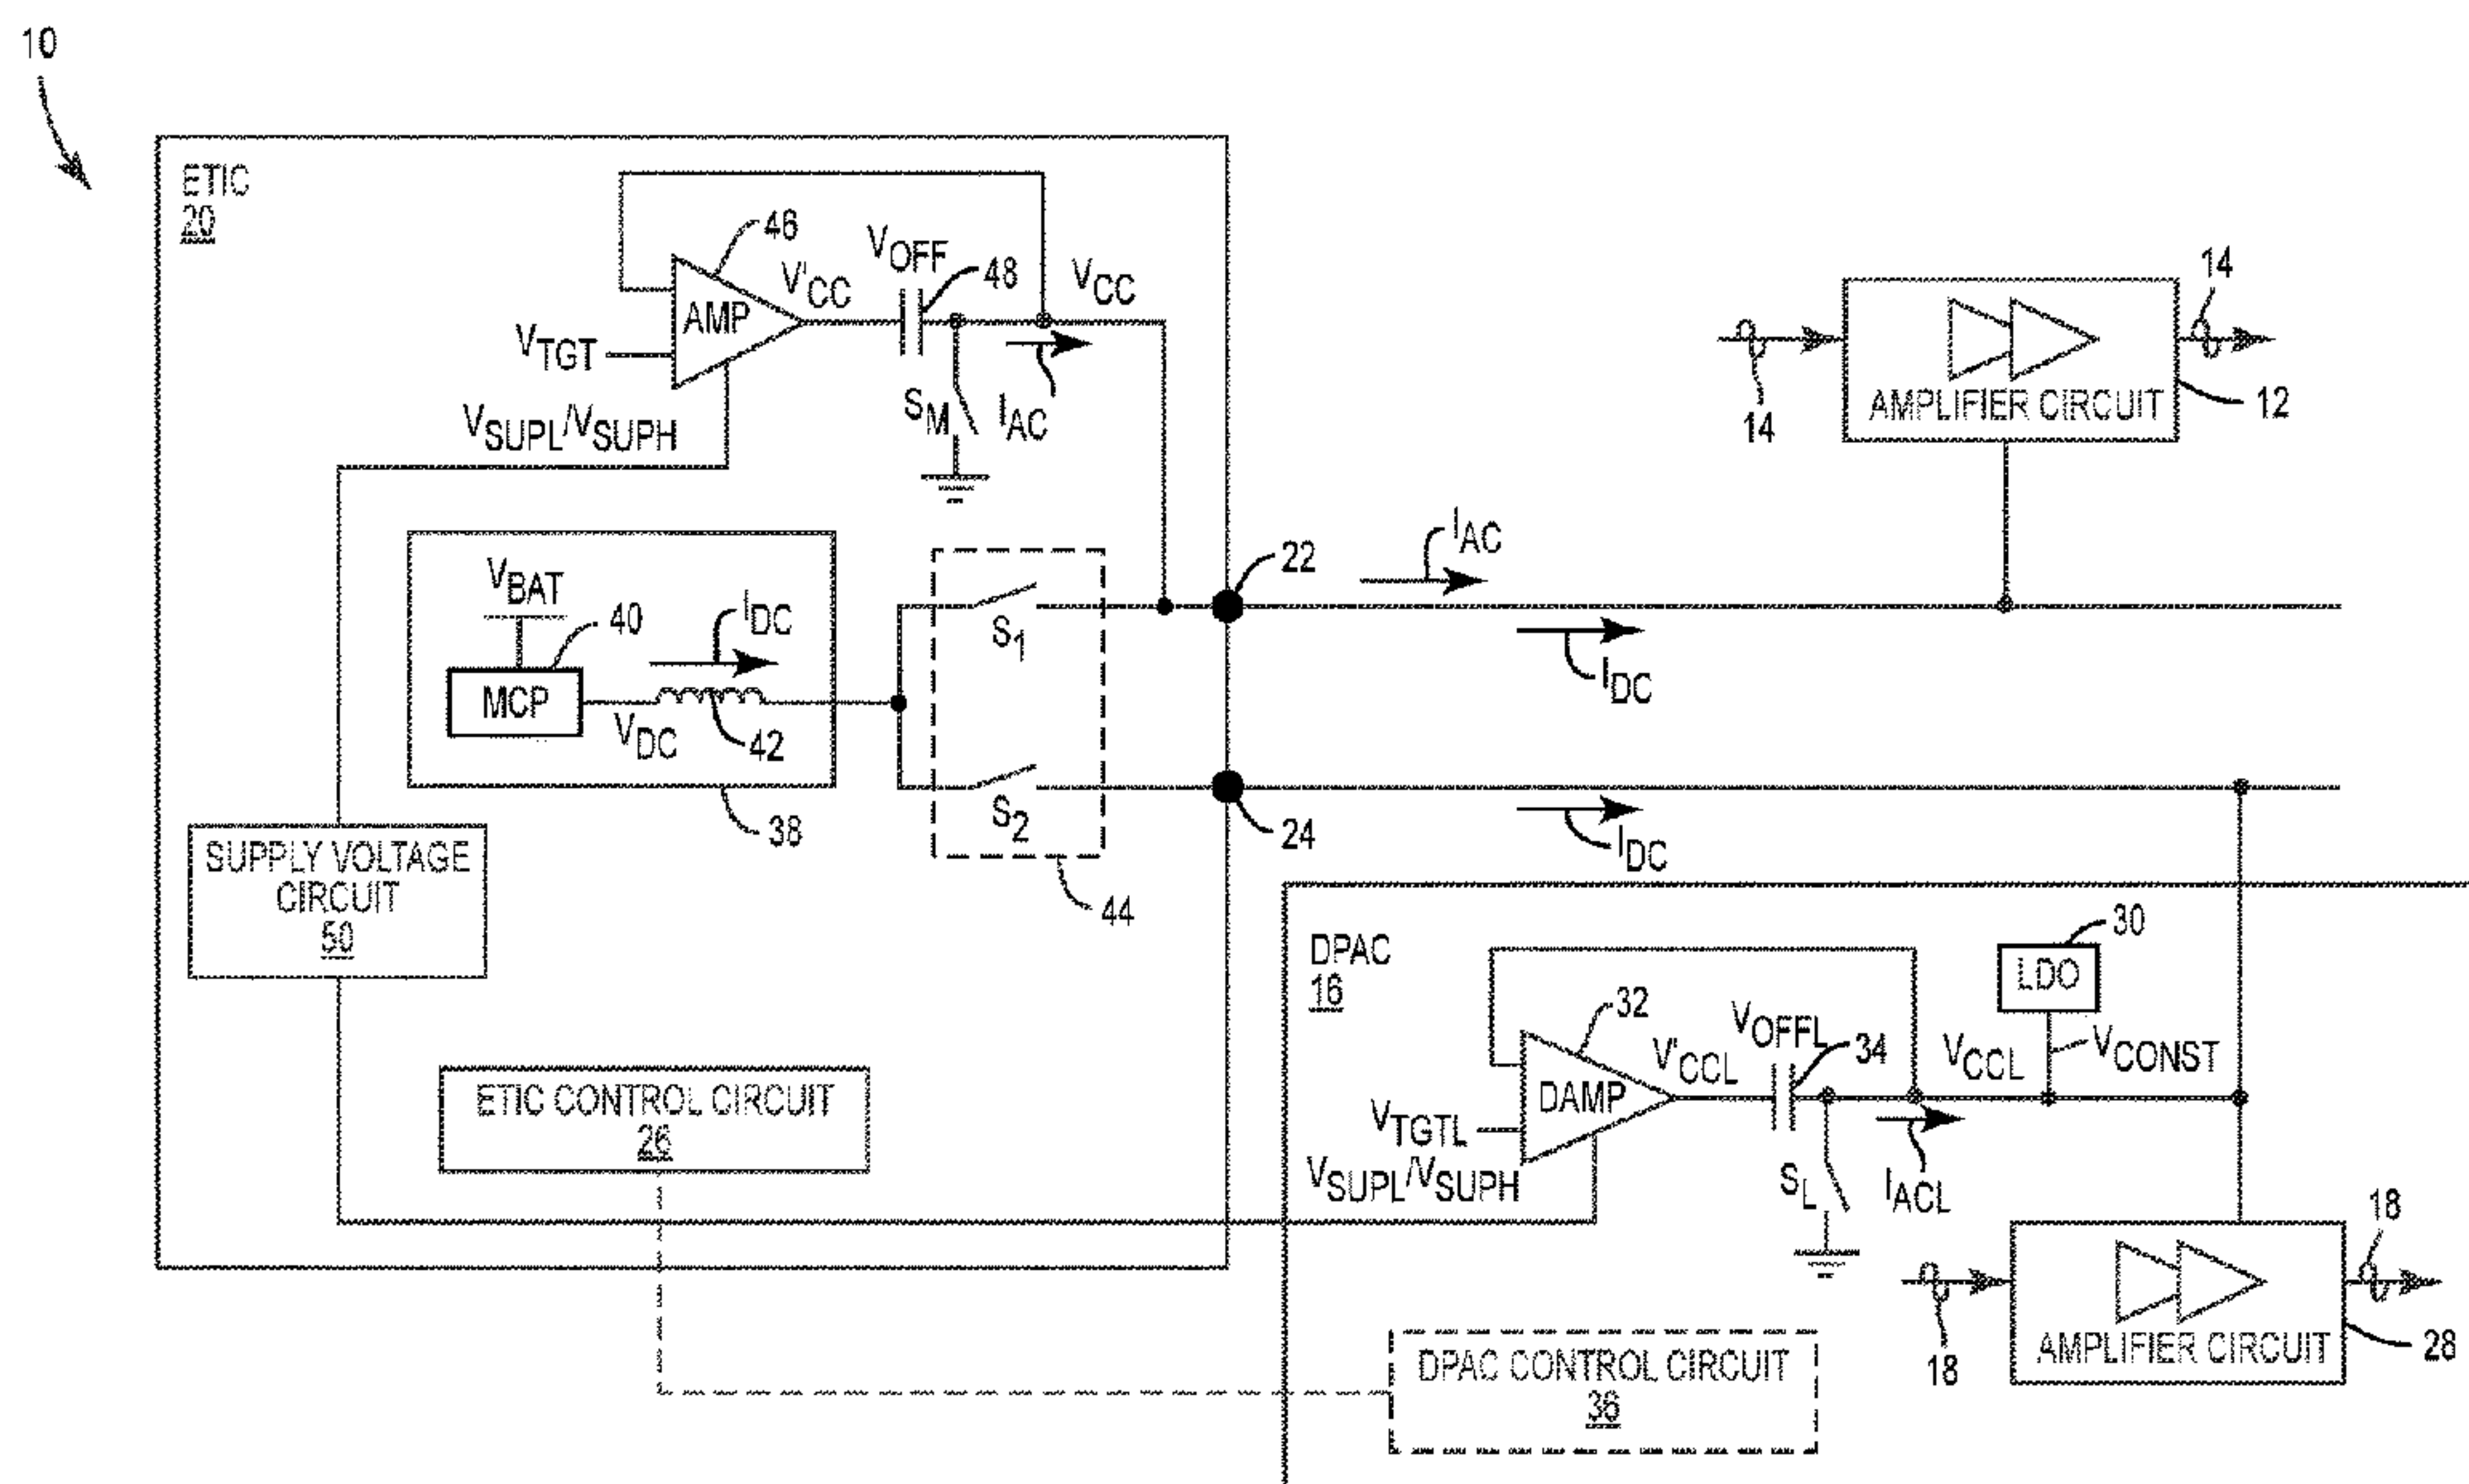 10
ETIC
20
46
V'CC
VOFF
48
VCC
AMP
VTGT
VSUPL/VSUPH
SM
IAC
14
14
AMPLIFIER CIRCUIT
12
VBAT
40
IDC
MCP
VDC
42
38
S1
S2
44
22
IAC
IDC
24
IDC
SUPPLY VOLTAGE
CIRCUIT
50
ETIC CONTROL CIRCUIT
26
DPAC
16
32
V'CCL
VOFFL
34
VCCL
30
LDO
VCONST
DAMP
VTGTL
VSUPL/VSUPH
SL
IACL
18
18
AMPLIFIER CIRCUIT
28
DPAC CONTROL CIRCUIT
36